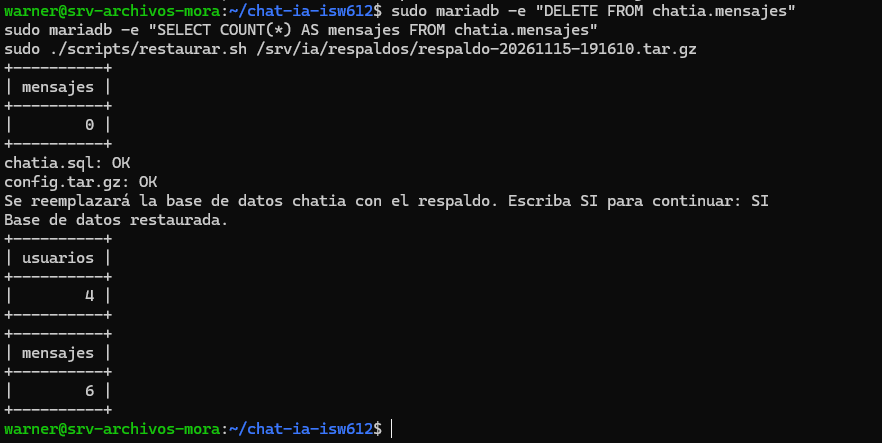 warner@srv-archivos-mora:~/chat-ia-isw612$ sudo mariadb -e "DELETE FROM chatia.mensajes"
sudo mariadb -e "SELECT COUNT(*) AS mensajes FROM chatia.mensajes"
sudo ./scripts/restaurar.sh /srv/ia/respaldos/respaldo-20261115-191610.tar.gz
+----------+
| mensajes |
+----------+
|        0 |
+----------+
chatia.sql: OK
config.tar.gz: OK
Se reemplazará la base de datos chatia con el respaldo. Escriba SI para continuar: SI
Base de datos restaurada.
+----------+
| usuarios |
+----------+
|        4 |
+----------+
+----------+
| mensajes |
+----------+
|        6 |
+----------+
warner@srv-archivos-mora:~/chat-ia-isw612$